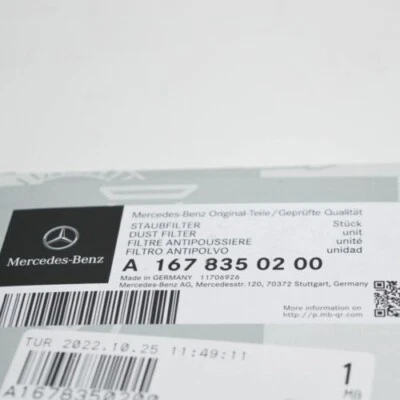 Mercedes-Benz Original-Teile/Geprüfte Qualität
STAUBFILTER Stück
DUST FILTER unit
FILTRE ANTIPOUSSIERE unité
FILTRO ANTIPOLVO unidad
Mercedes-Benz
A 167 835 02 00
Made in GERMANY 11706926
Mercedes-Benz AG, Mercedesstr.120, 70372 Stuttgart, Germany
More information on
http://p.mb-qr.com
TUR 2022.10.25 11:49:11
1
MB
A1678350200